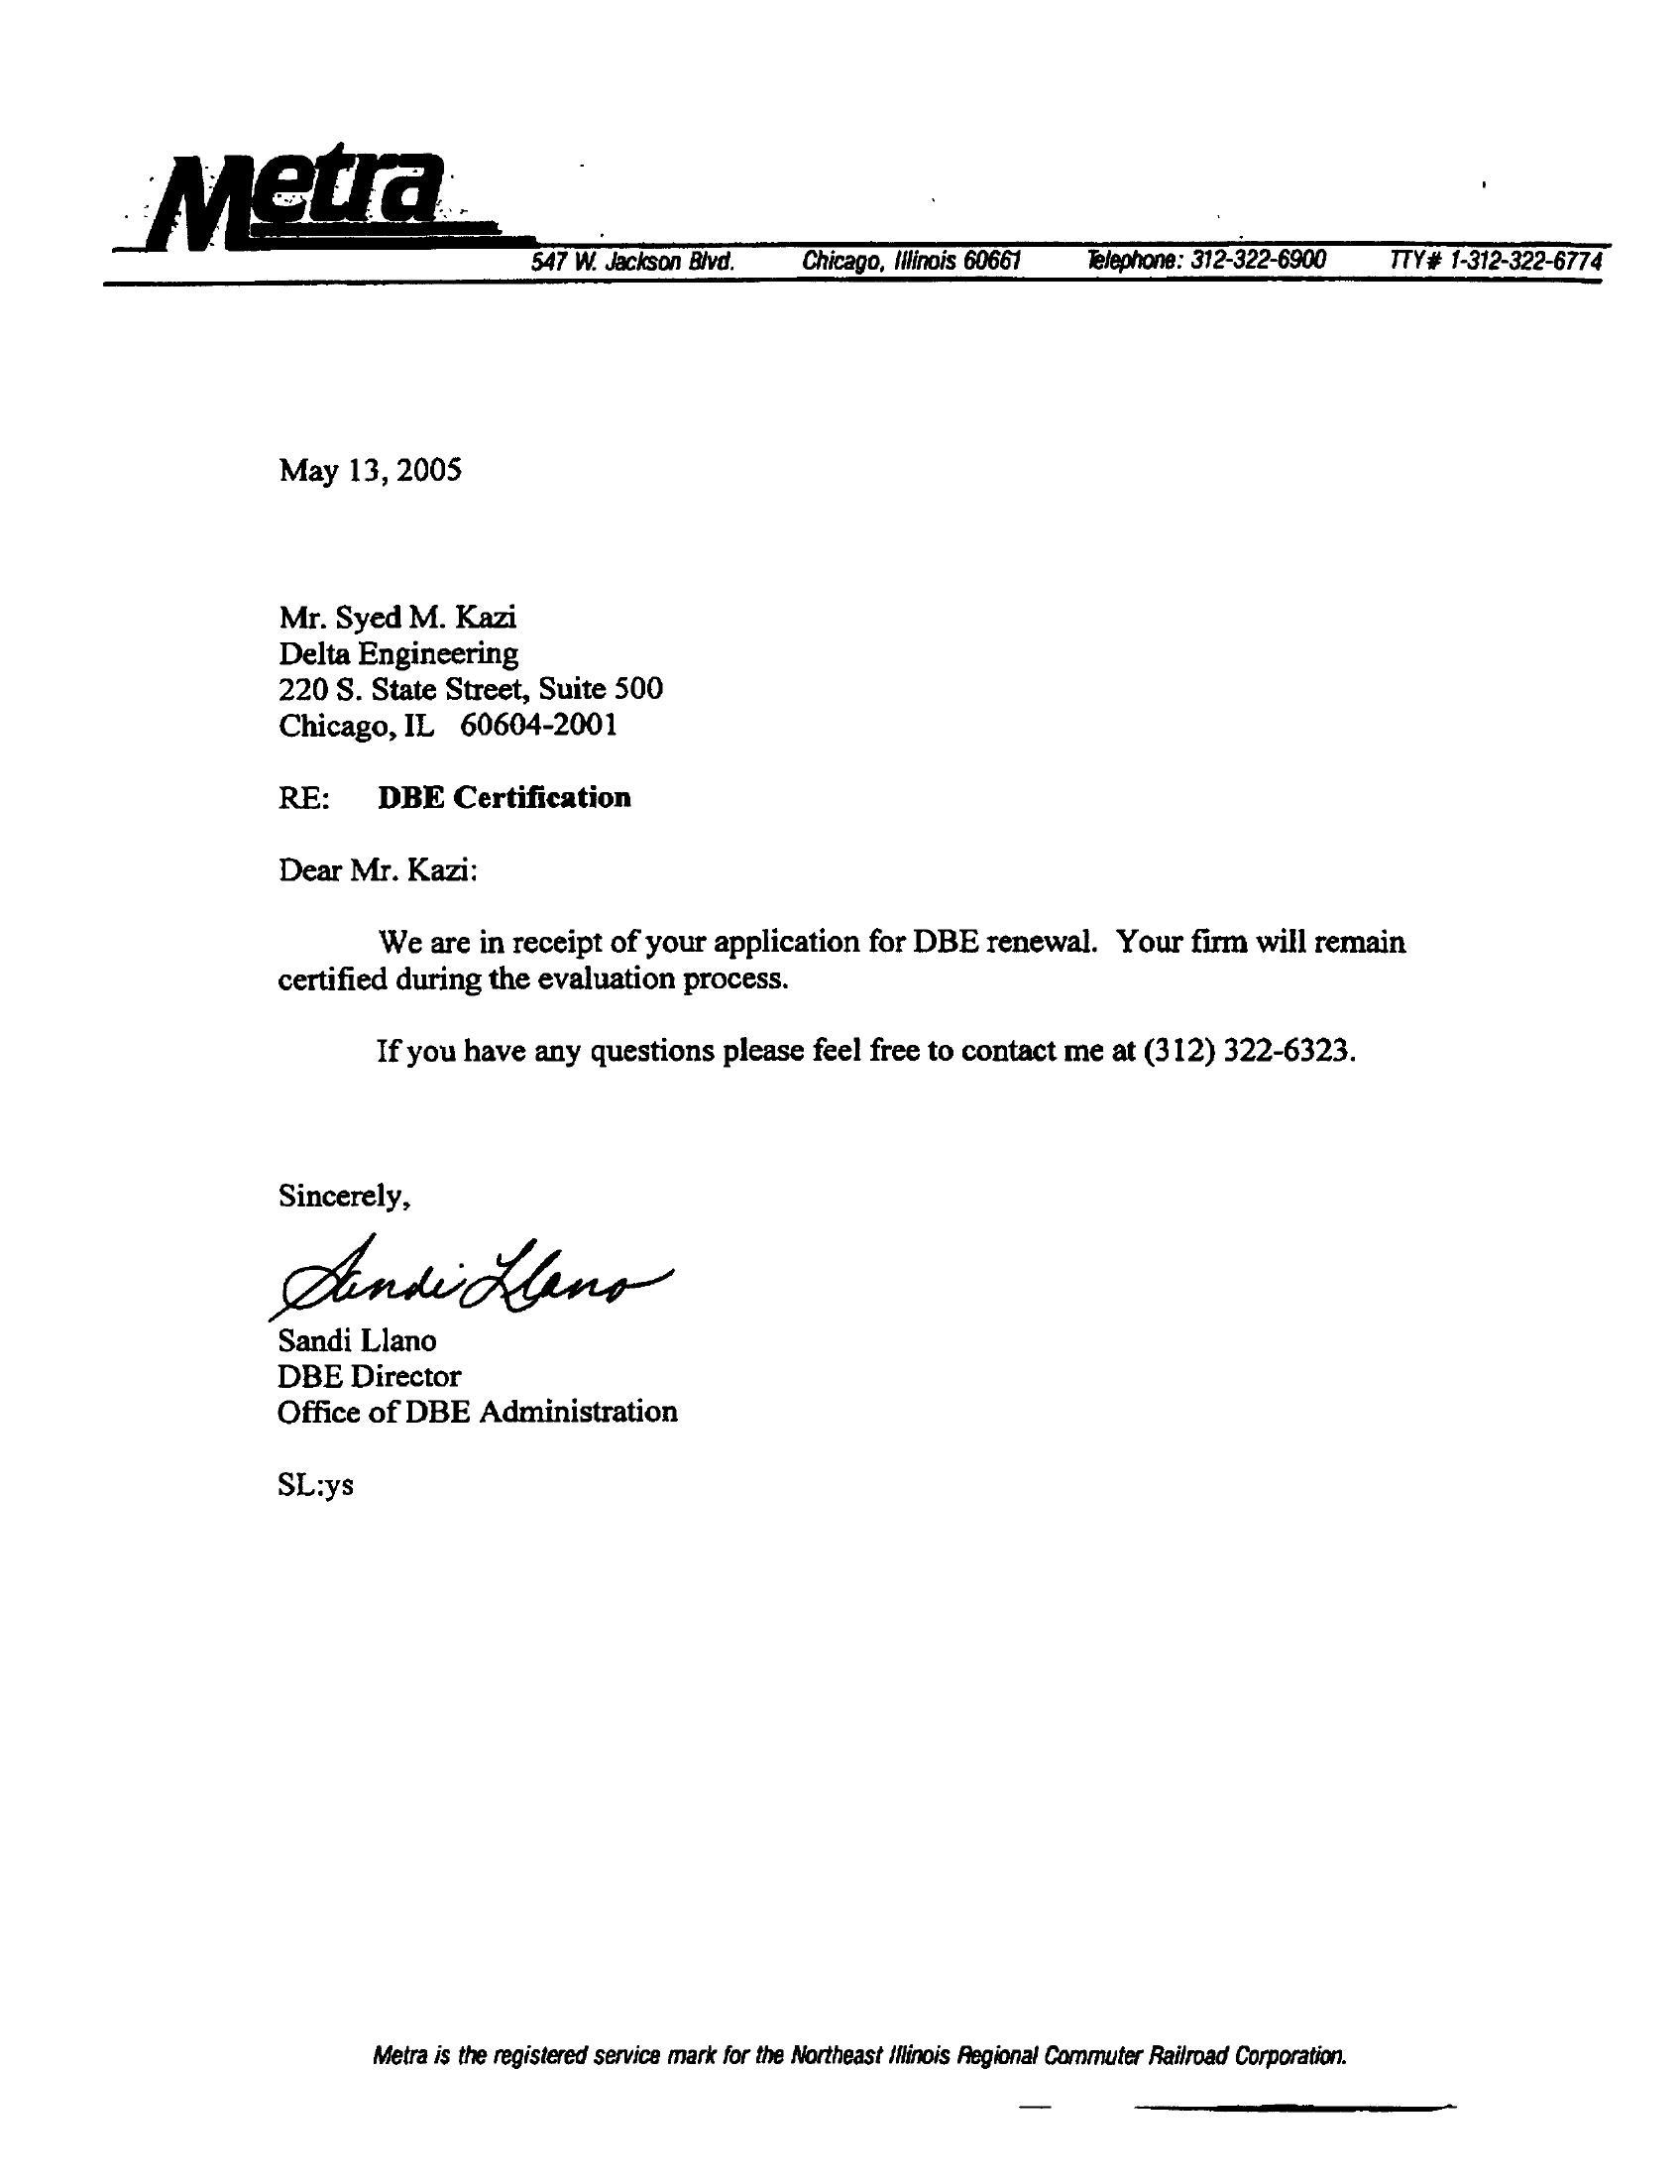 Metra
547 W. Jackson Blvd. Chicago, Illinois 60661 Telephone: 312-322-6900 TTY# 1-312-322-6774
May 13, 2005
Mr. Syed M. Kazi
Delta Engineering
220 S. State Street, Suite 500
Chicago, IL 60604-2001
RE: DBE Certification
Dear Mr. Kazi:
We are in receipt of your application for DBE renewal. Your firm will remain
certified during the evaluation process.
If you have any questions please feel free to contact me at (312) 322-6323.
Sincerely,
Sandi Llano
Sandi Llano
DBE Director
Office of DBE Administration
SL:ys
Metra is the registered service mark for the Northeast Illinois Regional Commuter Railroad Corporation.